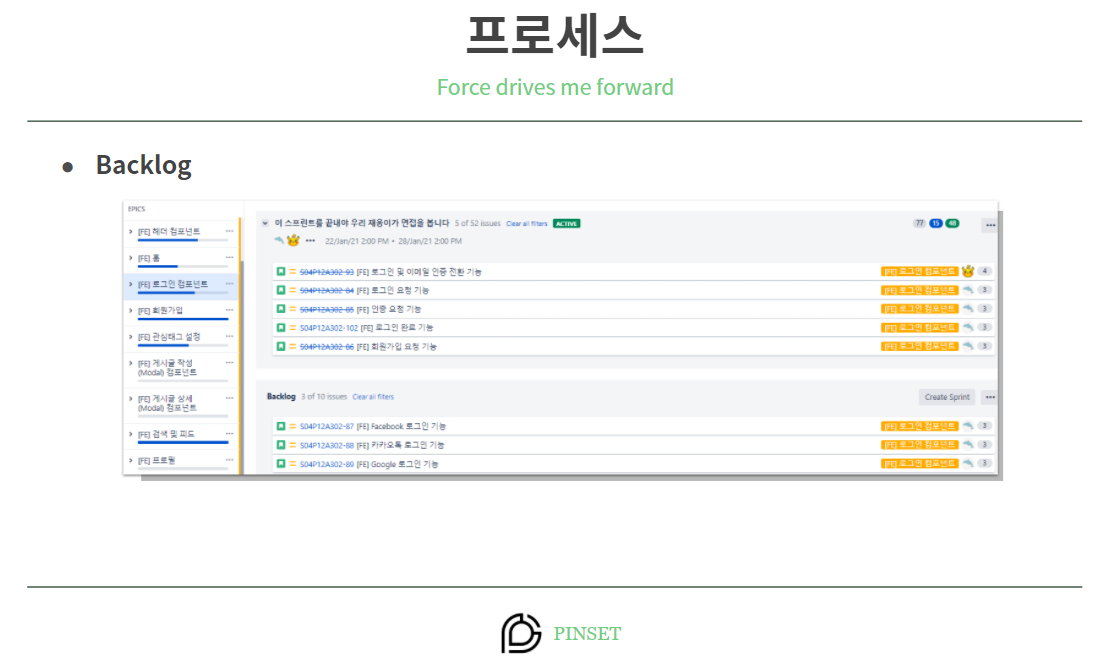 프로세스
Force drives me forward
Backlog
EPICS
[FE] 헤더 컴포넌트
[FE] 홈
[FE] 로그인 컴포넌트
[FE] 회원가입
[FE] 관심태그 설정
[FE] 게시글 작성
(Modal) 컴포넌트
[FE] 게시글 상세
(Modal) 컴포넌트
[FE] 검색 및 피드
[FE] 프로필
이 스프린트를 끝내야 우리 재용이가 면접을 봅니다 5 of 52 issues Clear all filters ACTIVE 77 15 48
22/Jan/21 2:00 PM • 28/Jan/21 2:00 PM
S04P12A302-93 [FE] 로그인 및 이메일 인증 전환 기능 [FE] 로그인 컴포넌트 4
S04P12A302-84 [FE] 로그인 요청 기능 [FE] 로그인 컴포넌트 3
S04P12A302-85 [FE] 인증 요청 기능 [FE] 로그인 컴포넌트 3
S04P12A302-102 [FE] 로그인 완료 기능 [FE] 로그인 컴포넌트 3
S04P12A302-86 [FE] 회원가입 요청 기능 [FE] 로그인 컴포넌트 3
Backlog 3 of 10 issues Clear all filters Create Sprint
S04P12A302-87 [FE] Facebook 로그인 기능 [FE] 로그인 컴포넌트 3
S04P12A302-88 [FE] 카카오톡 로그인 기능 [FE] 로그인 컴포넌트 3
S04P12A302-89 [FE] Google 로그인 기능 [FE] 로그인 컴포넌트 3
PINSET